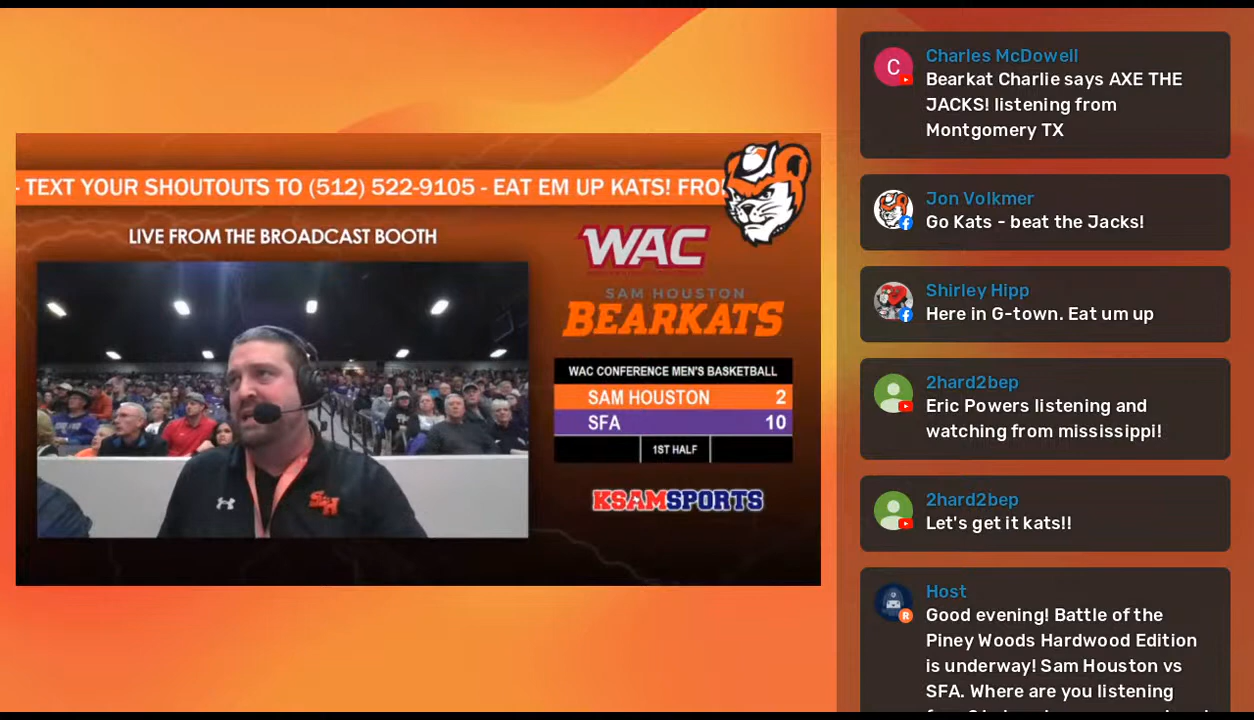 - TEXT YOUR SHOUTOUTS TO (512) 522-9105 - EAT EM UP KATS! FRO
LIVE FROM THE BROADCAST BOOTH
WAC
SAM HOUSTON
BEARKATS
WAC CONFERENCE MEN'S BASKETBALL
SAM HOUSTON 2
SFA 10
1ST HALF
KSAMSPORTS
SH
C
Charles McDowell
Bearkat Charlie says AXE THE
JACKS! listening from
Montgomery TX
Jon Volkmer
Go Kats - beat the Jacks!
Shirley Hipp
Here in G-town. Eat um up
2hard2bep
Eric Powers listening and
watching from mississippi!
2hard2bep
Let's get it kats!!
R
Host
Good evening! Battle of the
Piney Woods Hardwood Edition
is underway! Sam Houston vs
SFA. Where are you listening